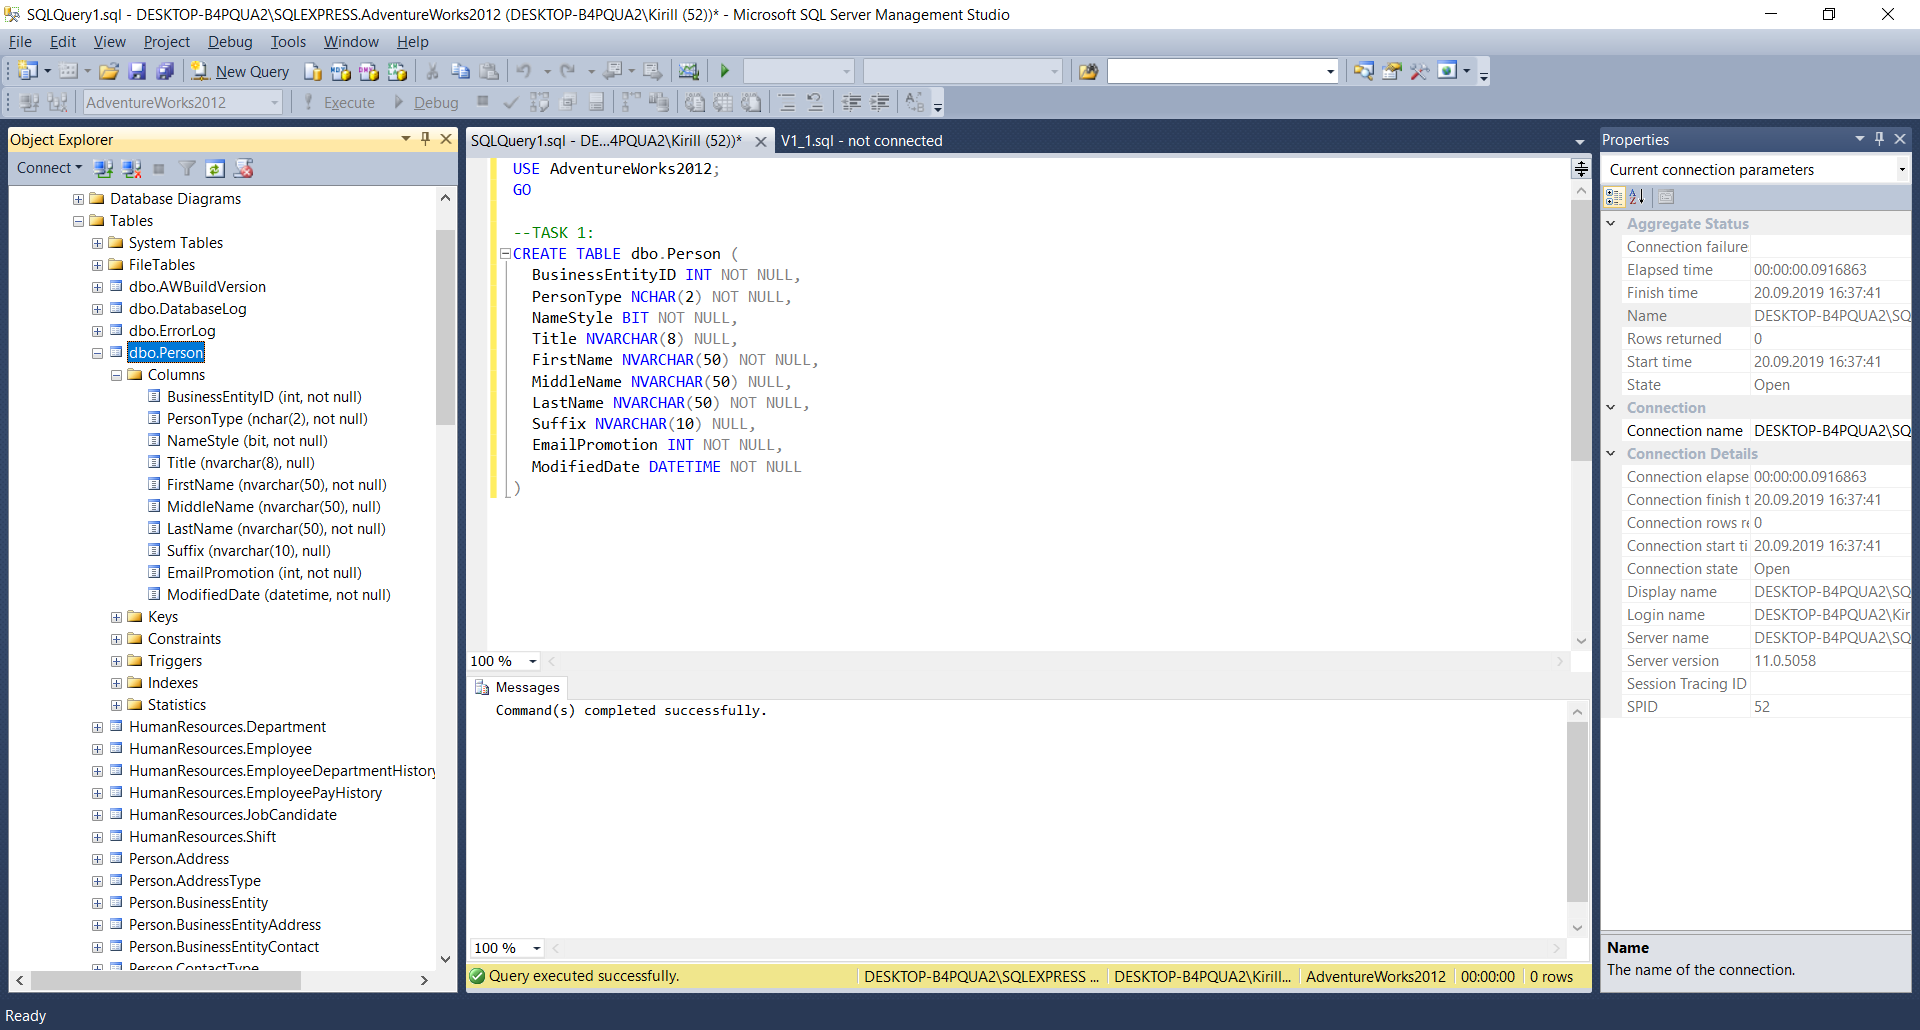 SQLQuery1.sql - DESKTOP-B4PQUA2\SQLEXPRESS.AdventureWorks2012 (DESKTOP-B4PQUA2\Kirill (52))* - Microsoft SQL Server Management Studio
File Edit View Project Debug Tools Window Help
New Query
AdventureWorks2012 Execute Debug
Object Explorer
Connect
Database Diagrams
Tables
System Tables
FileTables
dbo.AWBuildVersion
dbo.DatabaseLog
dbo.ErrorLog
dbo.Person
Columns
BusinessEntityID (int, not null)
PersonType (nchar(2), not null)
NameStyle (bit, not null)
Title (nvarchar(8), null)
FirstName (nvarchar(50), not null)
MiddleName (nvarchar(50), null)
LastName (nvarchar(50), not null)
Suffix (nvarchar(10), null)
EmailPromotion (int, not null)
ModifiedDate (datetime, not null)
Keys
Constraints
Triggers
Indexes
Statistics
HumanResources.Department
HumanResources.Employee
HumanResources.EmployeeDepartmentHistory
HumanResources.EmployeePayHistory
HumanResources.JobCandidate
HumanResources.Shift
Person.Address
Person.AddressType
Person.BusinessEntity
Person.BusinessEntityAddress
Person.BusinessEntityContact
Person.ContactType
SQLQuery1.sql - DE...4PQUA2\Kirill (52))* V1_1.sql - not connected
USE AdventureWorks2012;
GO
--TASK 1:
CREATE TABLE dbo.Person (
BusinessEntityID INT NOT NULL,
PersonType NCHAR(2) NOT NULL,
NameStyle BIT NOT NULL,
Title NVARCHAR(8) NULL,
FirstName NVARCHAR(50) NOT NULL,
MiddleName NVARCHAR(50) NULL,
LastName NVARCHAR(50) NOT NULL,
Suffix NVARCHAR(10) NULL,
EmailPromotion INT NOT NULL,
ModifiedDate DATETIME NOT NULL
)
100 %
Messages
Command(s) completed successfully.
100 %
Query executed successfully. DESKTOP-B4PQUA2\SQLEXPRESS ... DESKTOP-B4PQUA2\Kirill... AdventureWorks2012 00:00:00 0 rows
Properties
Current connection parameters
Aggregate Status
Connection failure
Elapsed time 00:00:00.0916863
Finish time 20.09.2019 16:37:41
Name DESKTOP-B4PQUA2\SQ
Rows returned 0
Start time 20.09.2019 16:37:41
State Open
Connection
Connection name DESKTOP-B4PQUA2\SQ
Connection Details
Connection elapse 00:00:00.0916863
Connection finish t 20.09.2019 16:37:41
Connection rows re 0
Connection start ti 20.09.2019 16:37:41
Connection state Open
Display name DESKTOP-B4PQUA2\SQ
Login name DESKTOP-B4PQUA2\Kir
Server name DESKTOP-B4PQUA2\SQ
Server version 11.0.5058
Session Tracing ID
SPID 52
Name
The name of the connection.
Ready